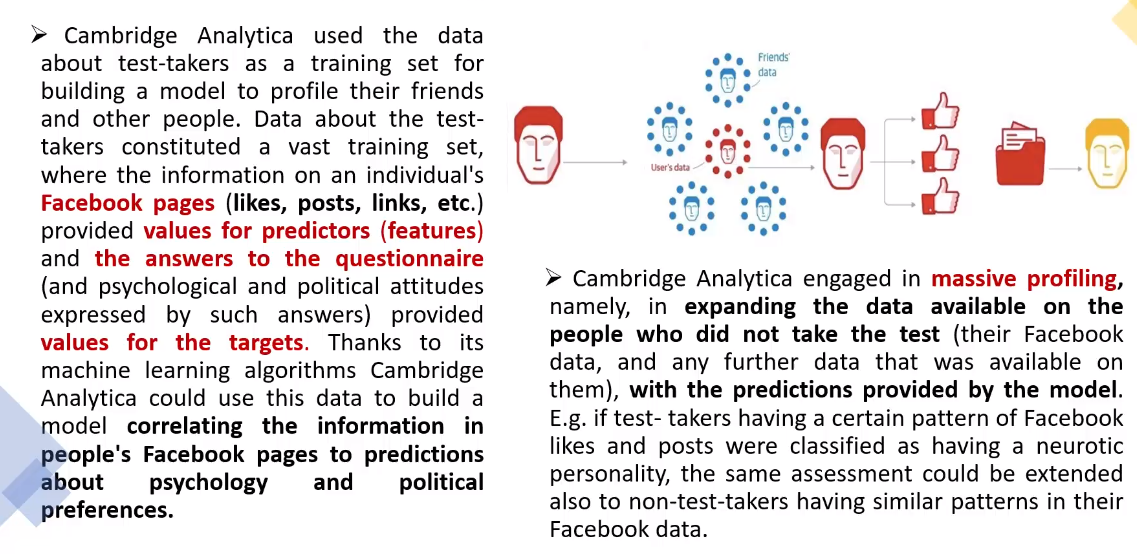 ➢ Cambridge Analytica used the data
about test-takers as a training set for
building a model to profile their friends
and other people. Data about the test-
takers constituted a vast training set,
where the information on an individual's
Facebook pages (likes, posts, links, etc.)
provided values for predictors (features)
and the answers to the questionnaire
(and psychological and political attitudes
expressed by such answers) provided
values for the targets. Thanks to its
machine learning algorithms Cambridge
Analytica could use this data to build a
model correlating the information in
people's Facebook pages to predictions
about psychology and political
preferences.
Friends'
data
User's data
➢ Cambridge Analytica engaged in massive profiling,
namely, in expanding the data available on the
people who did not take the test (their Facebook
data, and any further data that was available on
them), with the predictions provided by the model.
E.g. if test- takers having a certain pattern of Facebook
likes and posts were classified as having a neurotic
personality, the same assessment could be extended
also to non-test-takers having similar patterns in their
Facebook data.